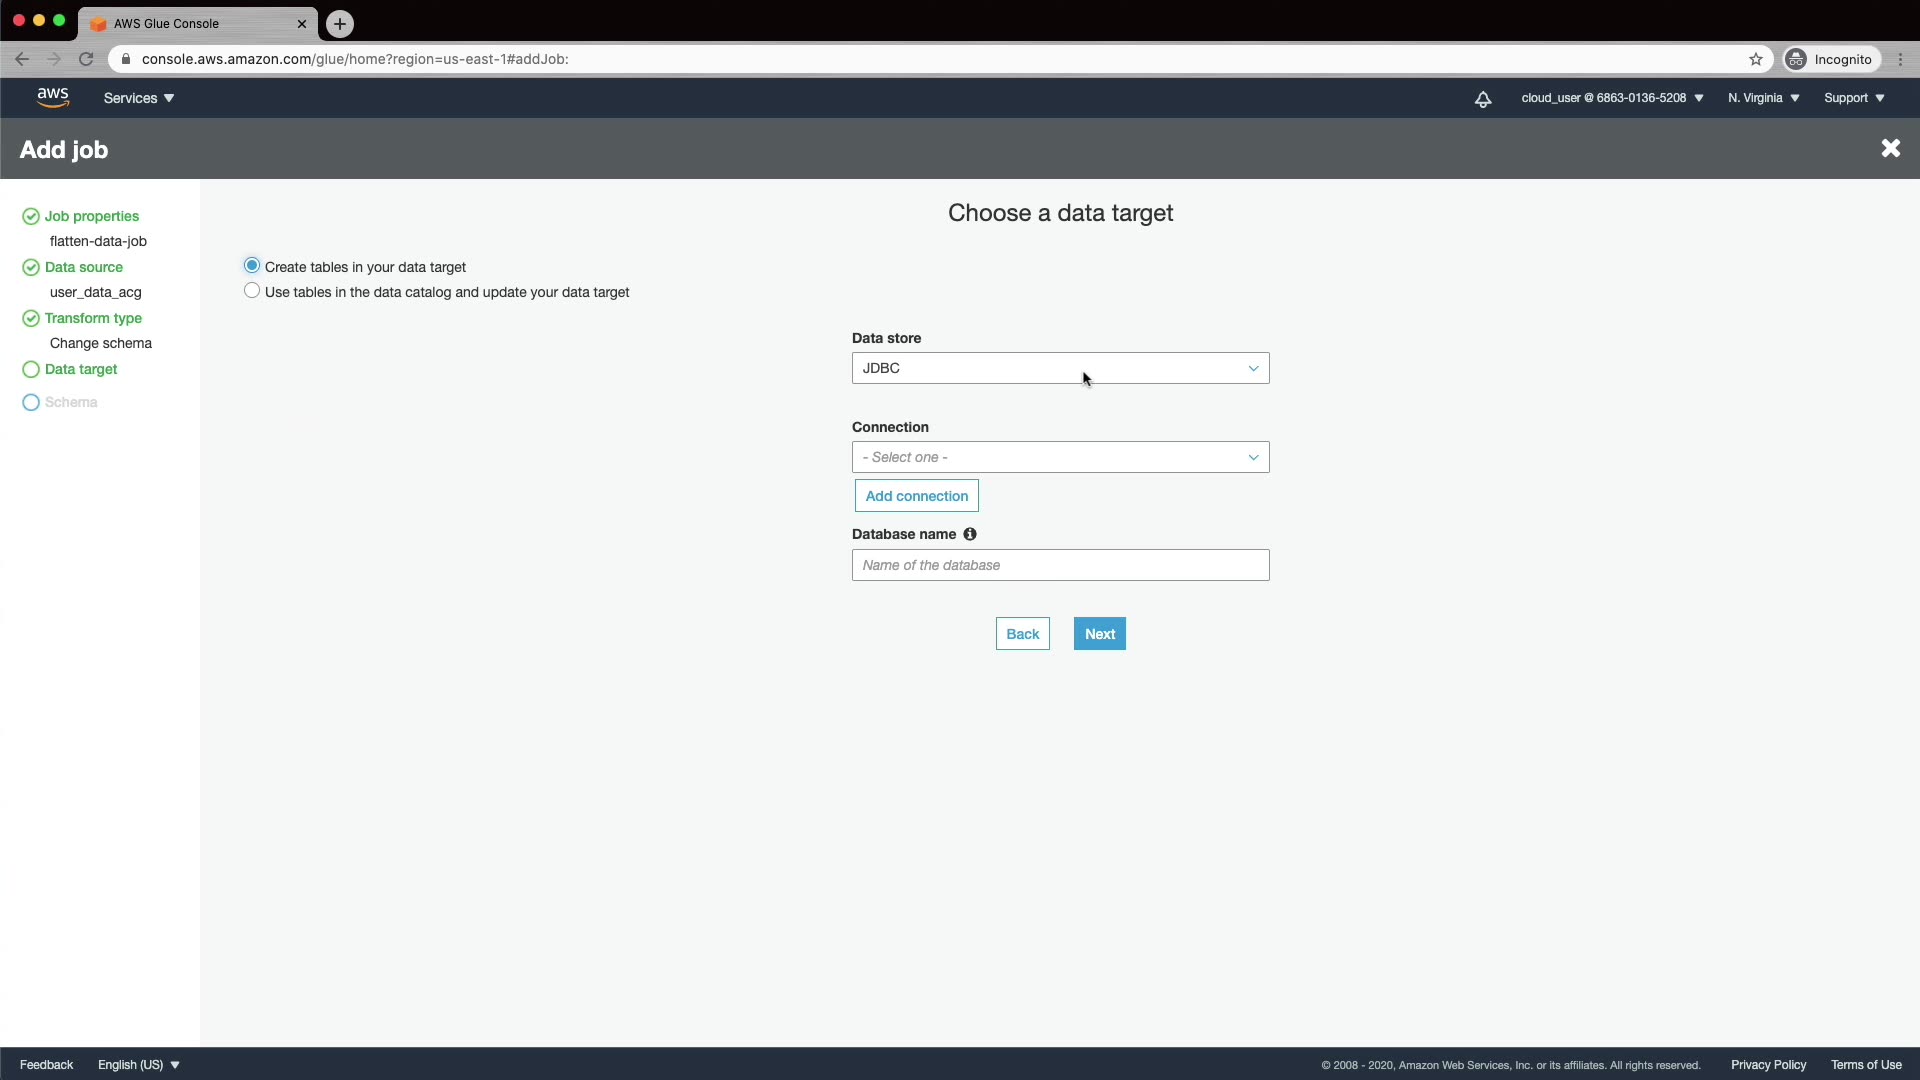 AWS Glue Console
console.aws.amazon.com/glue/home?region=us-east-1#addJob:
Incognito
aws
Services
cloud_user @ 6863-0136-5208
N. Virginia
Support
Add job
Job properties
flatten-data-job
Data source
user_data_acg
Transform type
Change schema
Data target
Schema
Choose a data target
Create tables in your data target
Use tables in the data catalog and update your data target
Data store
JDBC
Connection
- Select one -
Add connection
Database name
Name of the database
Back
Next
Feedback
English (US)
© 2008 - 2020, Amazon Web Services, Inc. or its affiliates. All rights reserved.
Privacy Policy
Terms of Use